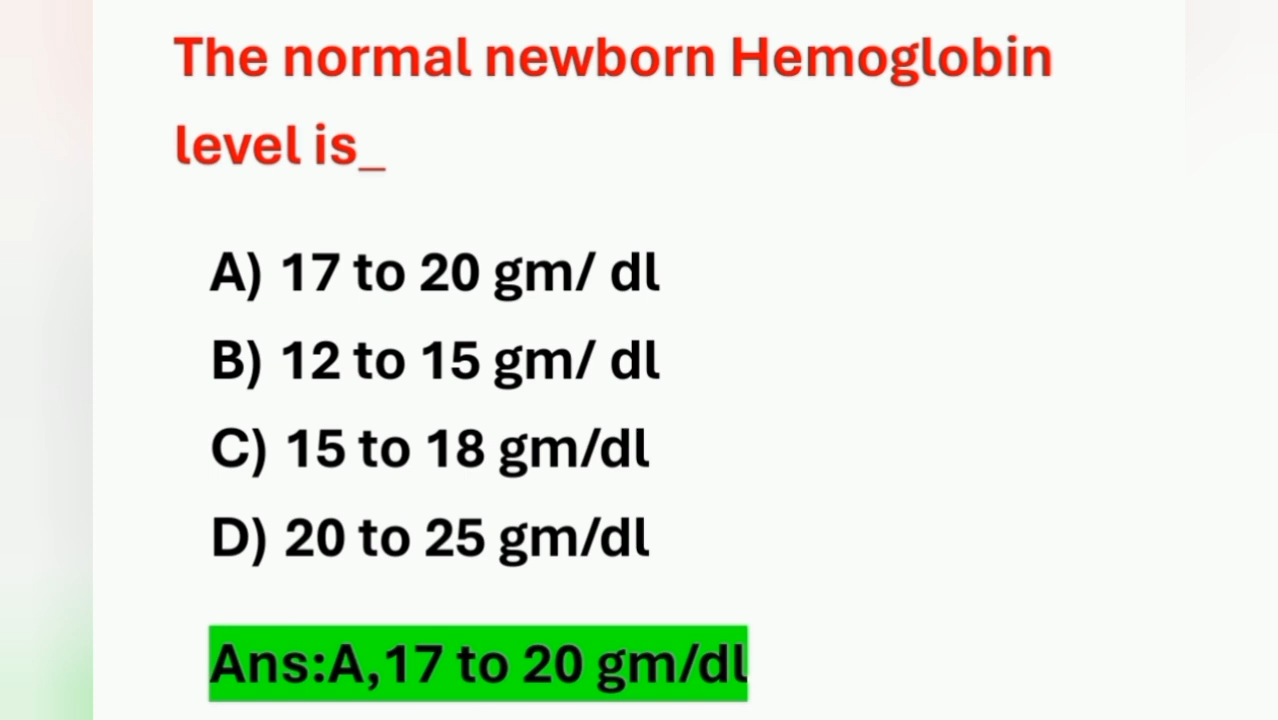 The normal newborn Hemoglobin
level is_
A) 17 to 20 gm/ dl
B) 12 to 15 gm/ dl
C) 15 to 18 gm/dl
D) 20 to 25 gm/dl
Ans:A,17 to 20 gm/dl